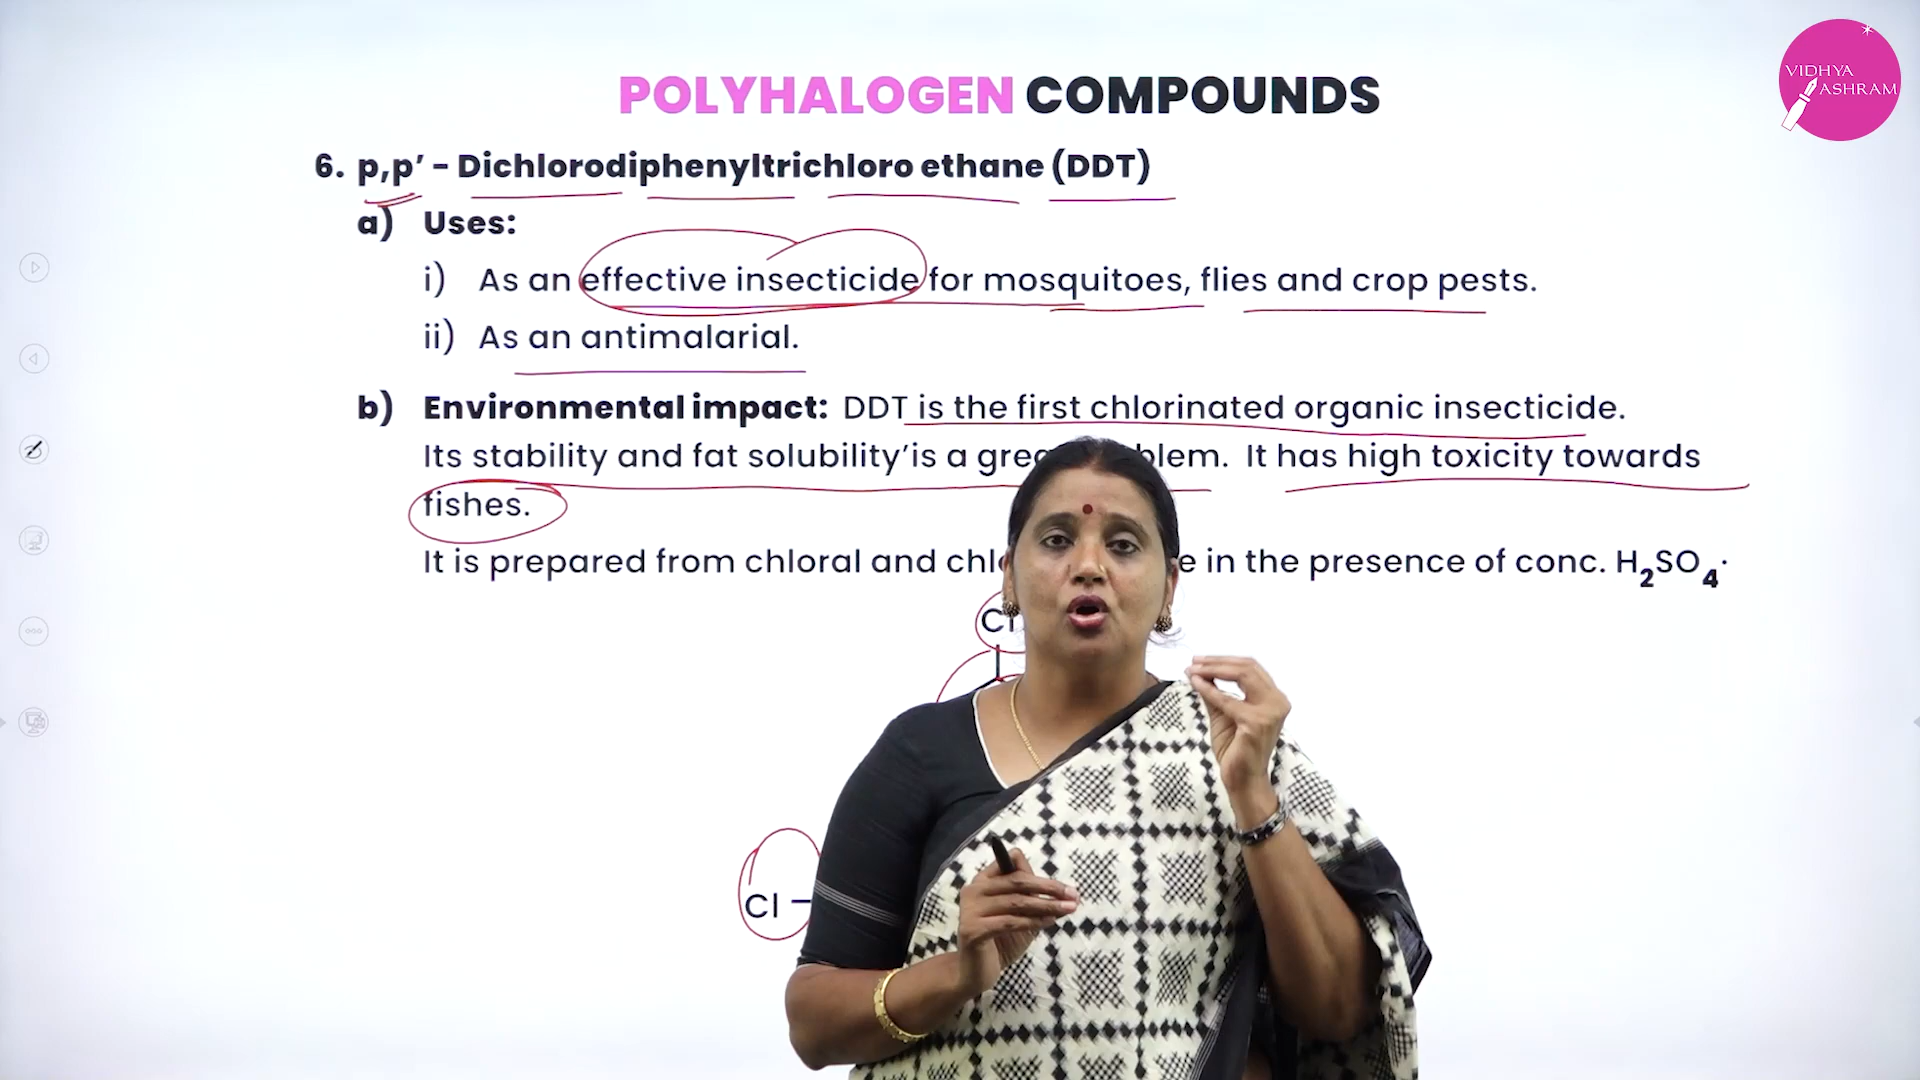 POLYHALOGEN COMPOUNDS
VIDHYA
ASHRAM
6. p,p' - Dichlorodiphenyltrichloro ethane (DDT)
a) Uses:
i) As an effective insecticide for mosquitoes, flies and crop pests.
ii) As an antimalarial.
b) Environmental impact: DDT is the first chlorinated organic insecticide.
Its stability and fat solubility'is a blem. It has high toxicity towards
fishes.
It is prepared from chloral and in the presence of conc. H₂SO₄.
Cl
Cl